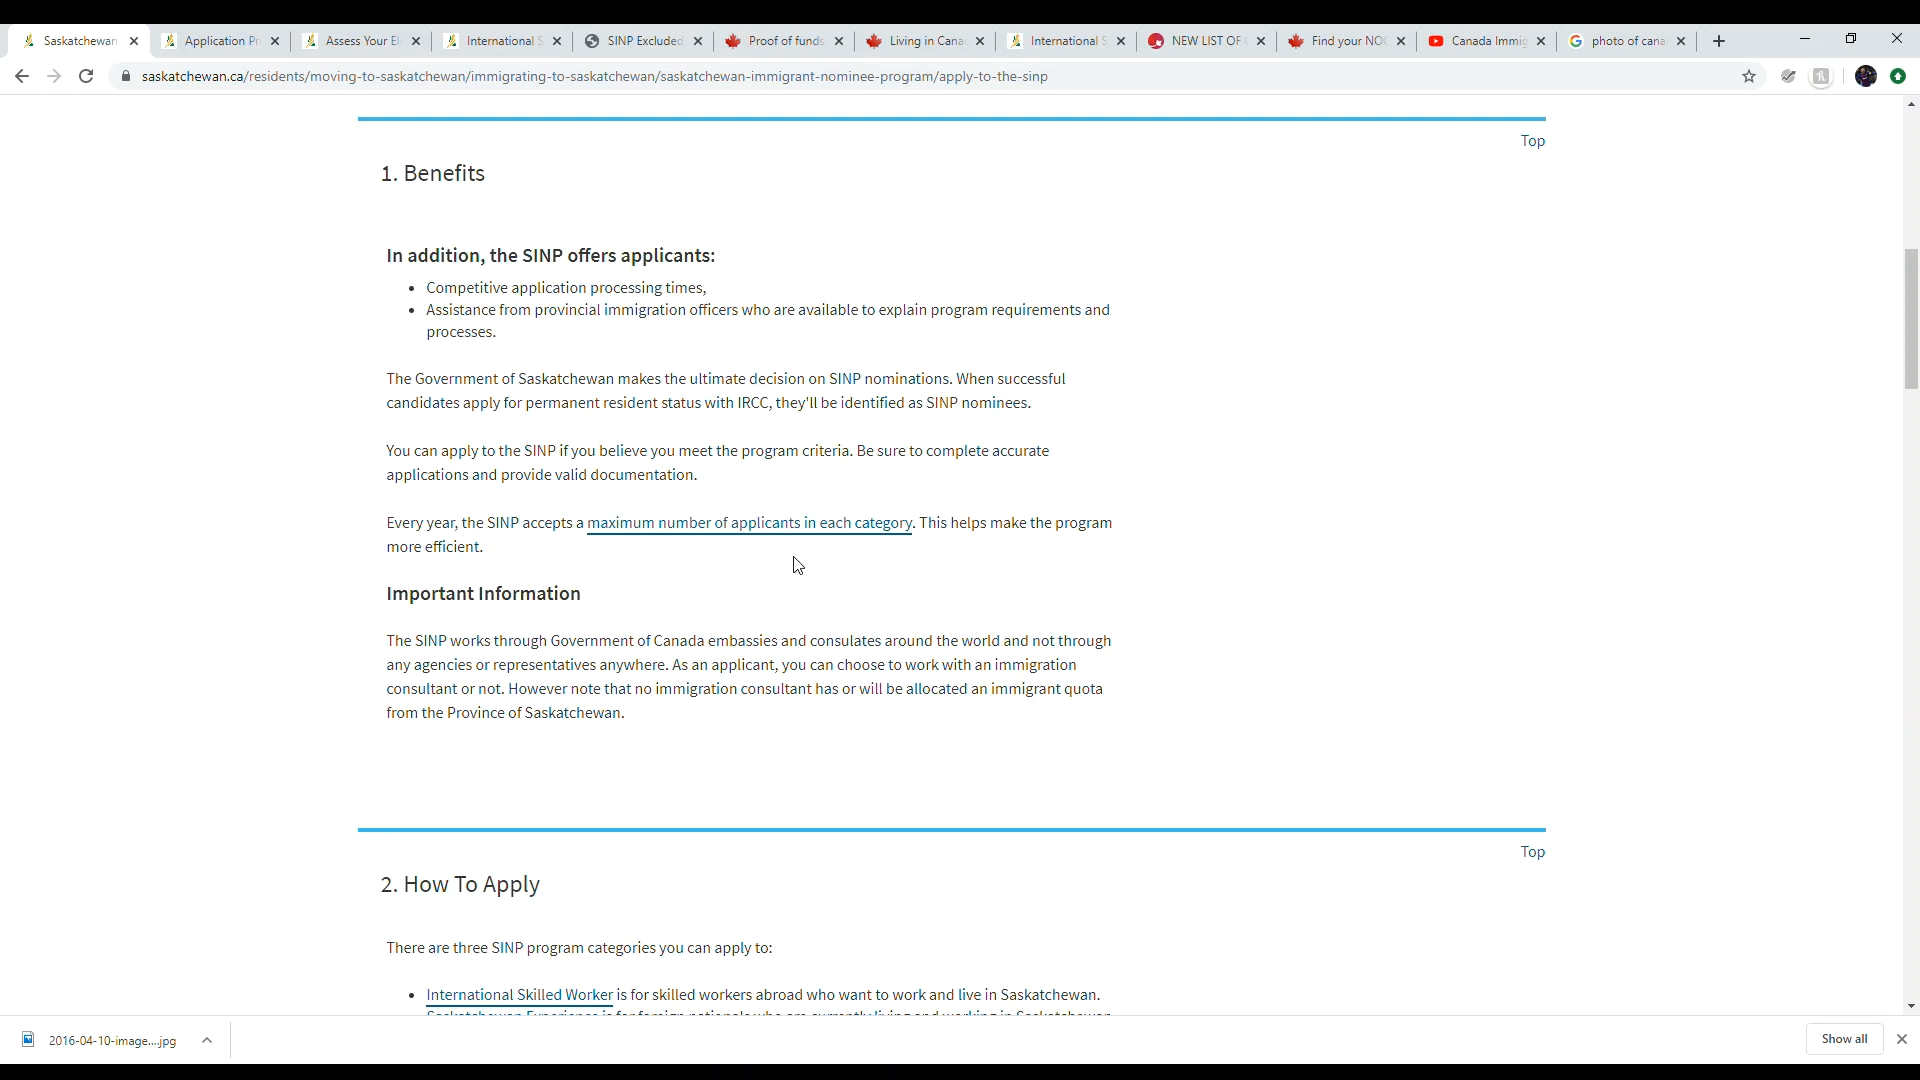 Saskatchewan
Application Pr
Assess Your El
International S
SINP Excluded
Proof of funds
Living in Cana
International S
NEW LIST OF
Find your NOC
Canada Immig
photo of cana
saskatchewan.ca/residents/moving-to-saskatchewan/immigrating-to-saskatchewan/saskatchewan-immigrant-nominee-program/apply-to-the-sinp
Top
1. Benefits
In addition, the SINP offers applicants:
• Competitive application processing times,
• Assistance from provincial immigration officers who are available to explain program requirements and
processes.
The Government of Saskatchewan makes the ultimate decision on SINP nominations. When successful
candidates apply for permanent resident status with IRCC, they'll be identified as SINP nominees.
You can apply to the SINP if you believe you meet the program criteria. Be sure to complete accurate
applications and provide valid documentation.
Every year, the SINP accepts a maximum number of applicants in each category. This helps make the program
more efficient.
Important Information
The SINP works through Government of Canada embassies and consulates around the world and not through
any agencies or representatives anywhere. As an applicant, you can choose to work with an immigration
consultant or not. However note that no immigration consultant has or will be allocated an immigrant quota
from the Province of Saskatchewan.
Top
2. How To Apply
There are three SINP program categories you can apply to:
• International Skilled Worker is for skilled workers abroad who want to work and live in Saskatchewan.
2016-04-10-image....jpg
Show all